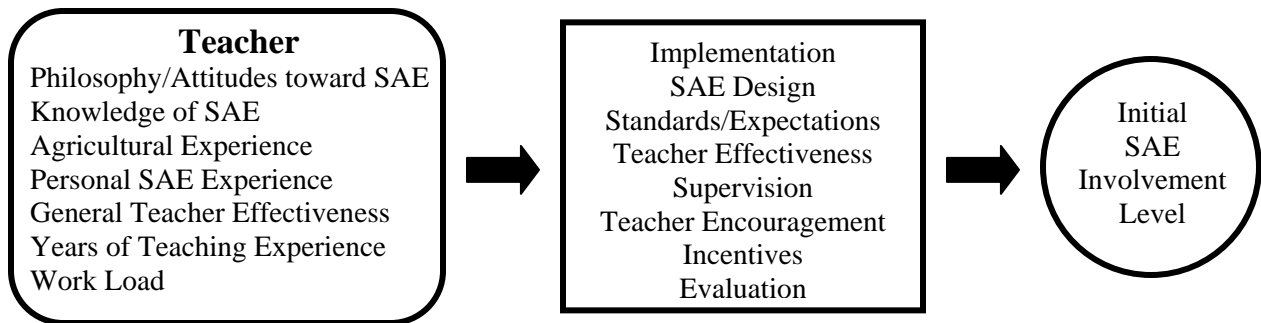 Teacher
Philosophy/Attitudes toward SAE
Knowledge of SAE
Agricultural Experience
Personal SAE Experience
General Teacher Effectiveness
Years of Teaching Experience
Work Load
Implementation
SAE Design
Standards/Expectations
Teacher Effectiveness
Supervision
Teacher Encouragement
Incentives
Evaluation
Initial
SAE
Involvement
Level